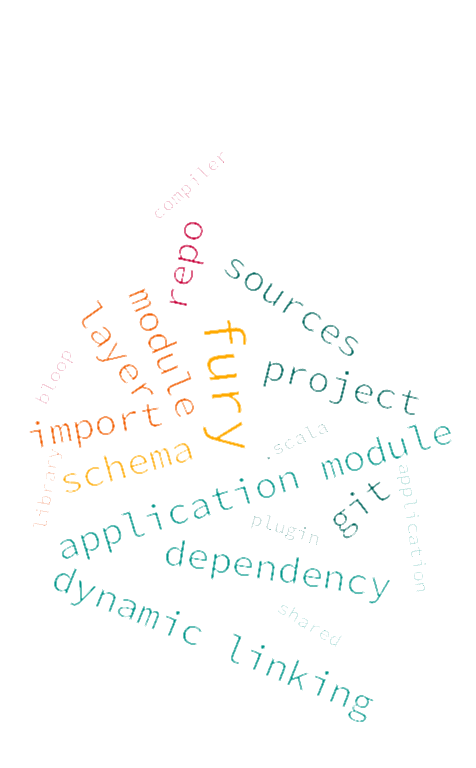 compiler
repo
sources
module
layer
fury
bloop
project
import
.scala
schema
library
application module
application
git
plugin
dependency
dynamic linking
shared